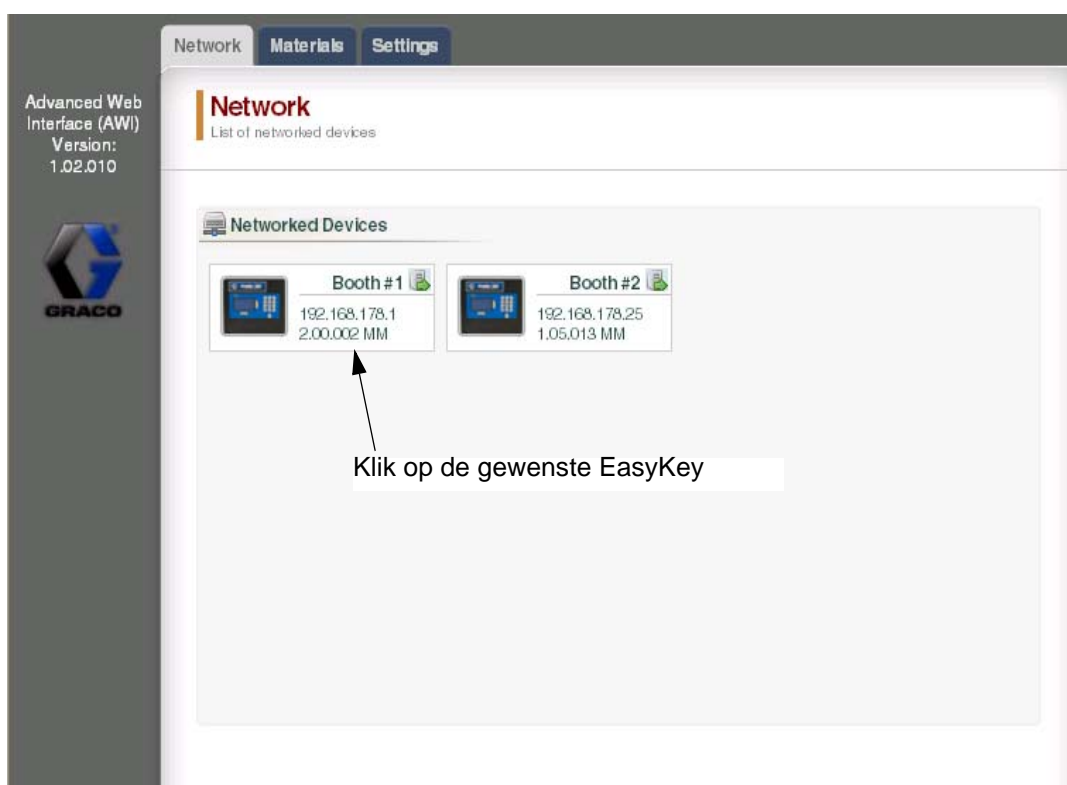 Network Materials Settings
Advanced Web
Interface (AWI)
Version:
1.02.010
GRACO
Network
List of networked devices
Networked Devices
Booth #1
192.168.178.1
2.00.002 MM
Booth #2
192.168.178.25
1.05.013 MM
Klik op de gewenste EasyKey